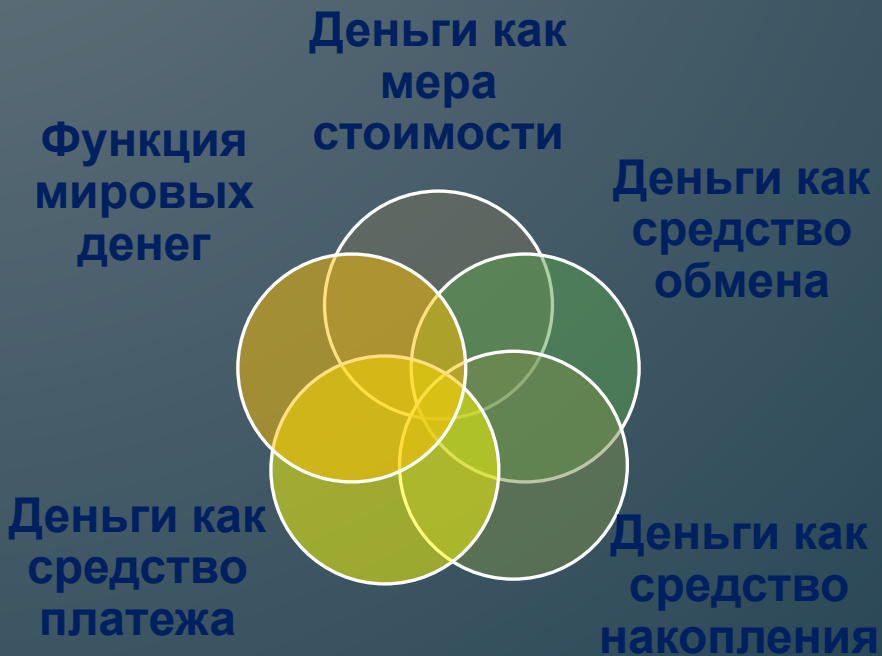 Деньги как
мера
стоимости
Функция
мировых
денег
Деньги как
средство
обмена
Деньги как
средство
платежа
Деньги как
средство
накопления